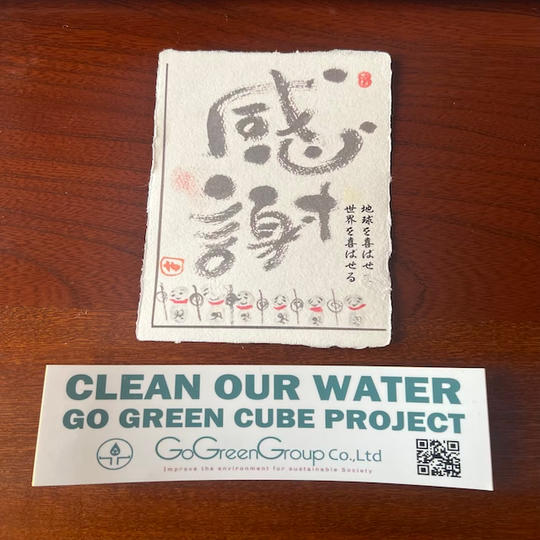 感謝
地球を喜ばせ
世界を喜ばせる
CLEAN OUR WATER
GO GREEN CUBE PROJECT
GoGreenGroup Co.,Ltd
Improve the environment for sustainable Society